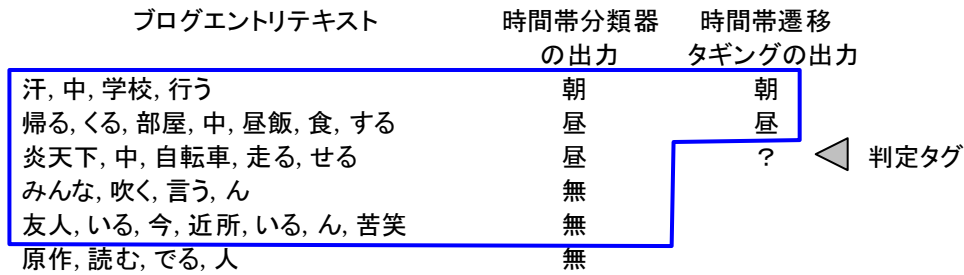 ブログエントリテキスト 時間帯分類器の出力 時間帯遷移タギングの出力
汗, 中, 学校, 行う 朝 朝
帰る, くる, 部屋, 中, 昼飯, 食, する 昼 昼
炎天下, 中, 自転車, 走る, せる 昼 ? 判定タグ
みんな, 吹く, 言う, ん 無
友人, いる, 今, 近所, いる, ん, 苦笑 無
原作, 読む, でる, 人 無